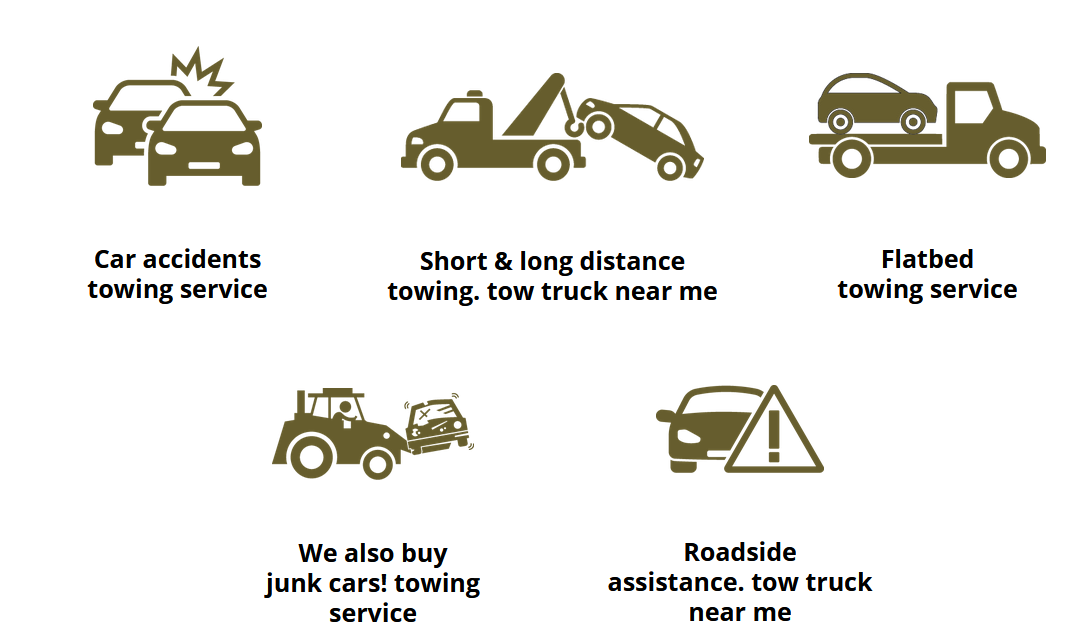 Car accidents
towing service
Short & long distance
towing. tow truck near me
Flatbed
towing service
We also buy
junk cars! towing
service
Roadside
assistance. tow truck
near me